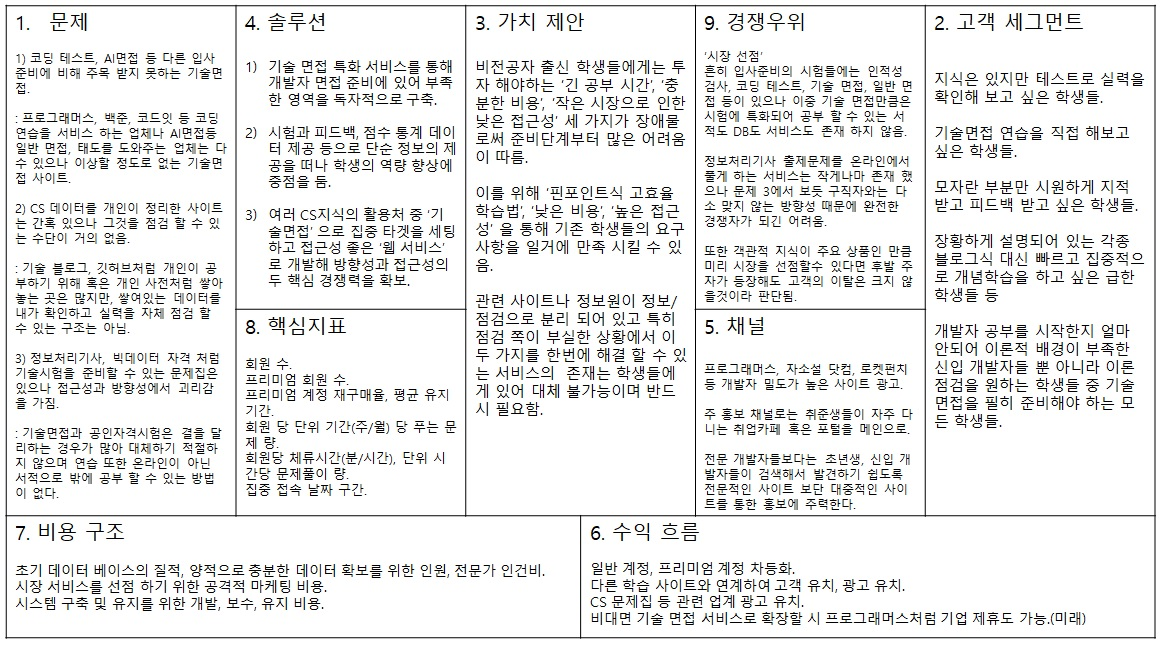 1. 문제
1) 코딩 테스트, AI면접 등 다른 입사
준비에 비해 주목 받지 못하는 기술면
접.
: 프로그래머스, 백준, 코드잇 등 코딩
연습을 서비스 하는 업체나 AI면접등
일반 면접, 태도를 도와주는 업체는 다
수 있으나 이상할 정도로 없는 기술면
접 사이트.
2) CS 데이터를 개인이 정리한 사이트
는 간혹 있으나 그것을 점검 할 수 있
는 수단이 거의 없음.
: 기술 블로그, 깃허브처럼 개인이 공
부하기 위해 혹은 개인 사전처럼 쌓아
놓는 곳은 많지만, 쌓여있는 데이터를
내가 확인하고 실력을 자체 점검 할
수 있는 구조는 아님.
3) 정보처리기사, 빅데이터 자격 처럼
기술시험을 준비할 수 있는 문제집은
있으나 접근성과 방향성에서 괴리감
을 가짐.
: 기술면접과 공인자격시험은 결을 달
리하는 경우가 많아 대체하기 적절하
지 않으며 연습 또한 온라인이 아닌
서적으로 밖에 공부 할 수 있는 방법
이 없다.
4. 솔루션
1) 기술 면접 특화 서비스를 통해
개발자 면접 준비에 있어 부족
한 영역을 독자적으로 구축.
2) 시험과 피드백, 점수 통계 데이
터 제공 등으로 단순 정보의 제
공을 떠나 학생의 역량 향상에
중점을 둠.
3) 여러 CS지식의 활용처 중 ‘기
술면접’ 으로 집중 타겟을 세팅
하고 접근성 좋은 ‘웹 서비스’
로 개발해 방향성과 접근성의
두 핵심 경쟁력을 확보.
8. 핵심지표
회원 수.
프리미엄 회원 수.
프리미엄 계정 재구매율, 평균 유지
기간.
회원 당 단위 기간(주/월) 당 푸는 문
제 량.
회원당 체류시간(분/시간), 단위 시
간당 문제풀이 량.
집중 접속 날짜 구간.
3. 가치 제안
비전공자 출신 학생들에게는 투
자 해야하는 ‘긴 공부 시간’, ‘충
분한 비용’, ‘작은 시장으로 인한
낮은 접근성’ 세 가지가 장애물
로써 준비단계부터 많은 어려움
이 따름.
이를 위해 ‘핀포인트식 고효율
학습법’, ‘낮은 비용’, ‘높은 접근
성’ 을 통해 기존 학생들의 요구
사항을 일거에 만족 시킬 수 있
음.
관련 사이트나 정보원이 정보/
점검으로 분리 되어 있고 특히
점검 쪽이 부실한 상황에서 이
두 가지를 한번에 해결 할 수 있
는 서비스의 존재는 학생들에
게 있어 대체 불가능이며 반드
시 필요함.
9. 경쟁우위
‘시장 선점’
흔히 입사준비의 시험들에는 인적성
검사, 코딩 테스트, 기술 면접, 일반 면
접 등이 있으나 이중 기술 면접만큼은
시험에 특화되어 공부 할 수 있는 서
적도 DB도 서비스도 존재 하지 않음.
정보처리기사 출제문제를 온라인에서
풀게 하는 서비스는 작게나마 존재 했
으나 문제 3에서 보듯 구직자와는 다
소 맞지 않는 방향성 때문에 완전한
경쟁자가 되긴 어려움.
또한 객관적 지식이 주요 상품인 만큼
미리 시장을 선점할수 있다면 후발 주
자가 등장해도 고객의 이탈은 크지 않
을것이라 판단됨.
5. 채널
프로그래머스, 자소설 닷컴, 로켓펀치
등 개발자 밀도가 높은 사이트 광고.
주 홍보 채널로는 취준생들이 자주 다
니는 취업카페 혹은 포털을 메인으로.
전문 개발자들보다는 초년생, 신입 개
발자들이 검색해서 발견하기 쉽도록
전문적인 사이트 보단 대중적인 사이
트를 통한 홍보에 주력한다.
2. 고객 세그먼트
지식은 있지만 테스트로 실력을
확인해 보고 싶은 학생들.
기술면접 연습을 직접 해보고
싶은 학생들.
모자란 부분만 시원하게 지적
받고 피드백 받고 싶은 학생들.
장황하게 설명되어 있는 각종
블로그식 대신 빠르고 집중적으
로 개념학습을 하고 싶은 급한
학생들 등
개발자 공부를 시작한지 얼마
안되어 이론적 배경이 부족한
신입 개발자들 뿐 아니라 이론
점검을 원하는 학생들 중 기술
면접을 필히 준비해야 하는 모
든 학생들.
7. 비용 구조
초기 데이터 베이스의 질적, 양적으로 충분한 데이터 확보를 위한 인원, 전문가 인건비.
시장 서비스를 선점 하기 위한 공격적 마케팅 비용.
시스템 구축 및 유지를 위한 개발, 보수, 유지 비용.
6. 수익 흐름
일반 계정, 프리미엄 계정 차등화.
다른 학습 사이트와 연계하여 고객 유치, 광고 유치.
CS 문제집 등 관련 업계 광고 유치.
비대면 기술 면접 서비스로 확장할 시 프로그래머스처럼 기업 제휴도 가능.(미래)